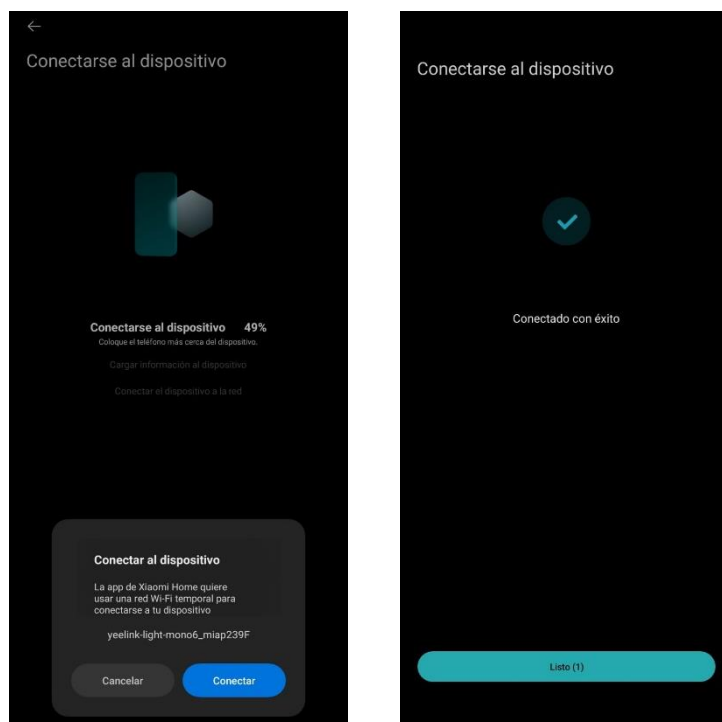 Conectarse al dispositivo
Conectarse al dispositivo 49%
Coloque el teléfono más cerca del dispositivo.
Cargar información al dispositivo
Conectar el dispositivo a la red
Conectar al dispositivo
La app de Xiaomi Home quiere
usar una red Wi-Fi temporal para
conectarse a tu dispositivo
yeelink-light-mono6_miap239F
Cancelar
Conectar
Conectarse al dispositivo
Conectado con éxito
Listo (1)